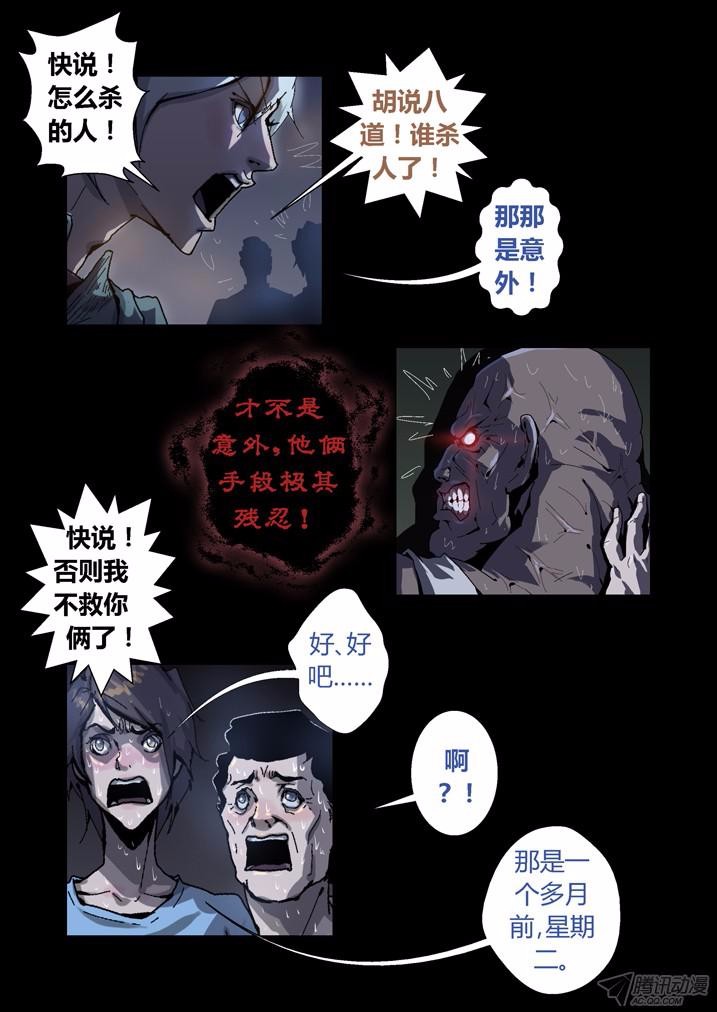 快说！
怎么杀
的人！
胡说八
道！谁杀
人了！
那那
是意
外！
才不是
意外，他俩
手段极其
残忍！
快说！
否则我
不救你
俩了！
好、好
吧……
啊
？！
那是一
个多月
前，星期
二。
腾讯动漫